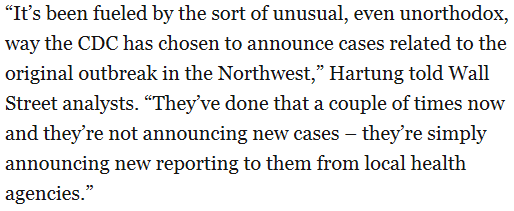 “It’s been fueled by the sort of unusual, even unorthodox,
way the CDC has chosen to announce cases related to the
original outbreak in the Northwest,” Hartung told Wall
Street analysts. “They’ve done that a couple of times now
and they’re not announcing new cases – they’re simply
announcing new reporting to them from local health
agencies.”